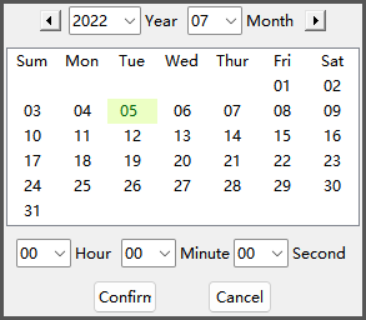 2022 Year 07 Month
Sum Mon Tue Wed Thur Fri Sat
01 02
03 04 05 06 07 08 09
10 11 12 13 14 15 16
17 18 19 20 21 22 23
24 25 26 27 28 29 30
31
00 Hour 00 Minute 00 Second
Confirm Cancel